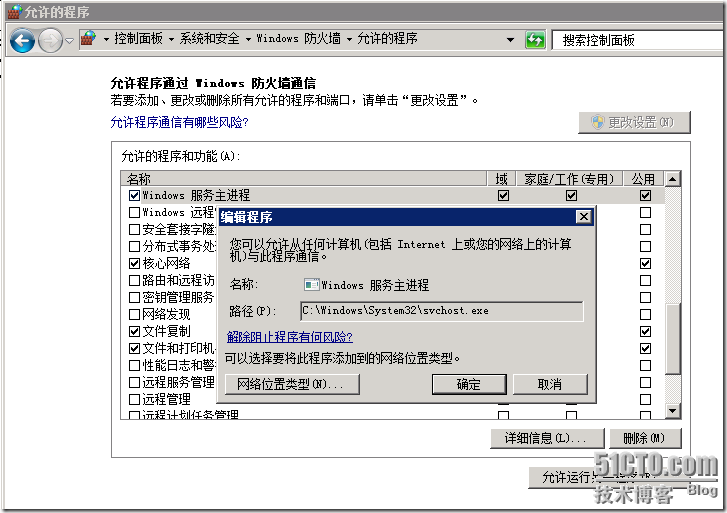 允许的程序
控制面板 系统和安全 Windows 防火墙 允许的程序 搜索控制面板
允许程序通过 Windows 防火墙通信
若要添加、更改或删除所有允许的程序和端口，请单击“更改设置”。
允许程序通信有哪些风险?
更改设置(N)
允许的程序和功能(A):
名称 域 家庭/工作(专用) 公用
Windows 服务主进程
Windows 远程
安全套接字隧
分布式事务处
核心网络
路由和远程访
密钥管理服务
网络发现
文件复制
文件和打印机
性能日志和警
远程服务管理
远程管理
远程计划任务管理
编辑程序
您可以允许从任何计算机(包括 Internet 上或您的网络上的计算
机)与此程序通信。
名称: Windows 服务主进程
路径(P): C:\Windows\System32\svchost.exe
解除阻止程序有何风险?
可以选择要将此程序添加到的网络位置类型。
网络位置类型(N)... 确定 取消
详细信息(L)... 删除(M)
允许运行另一程序
51CTO.com
技术博客 Blog